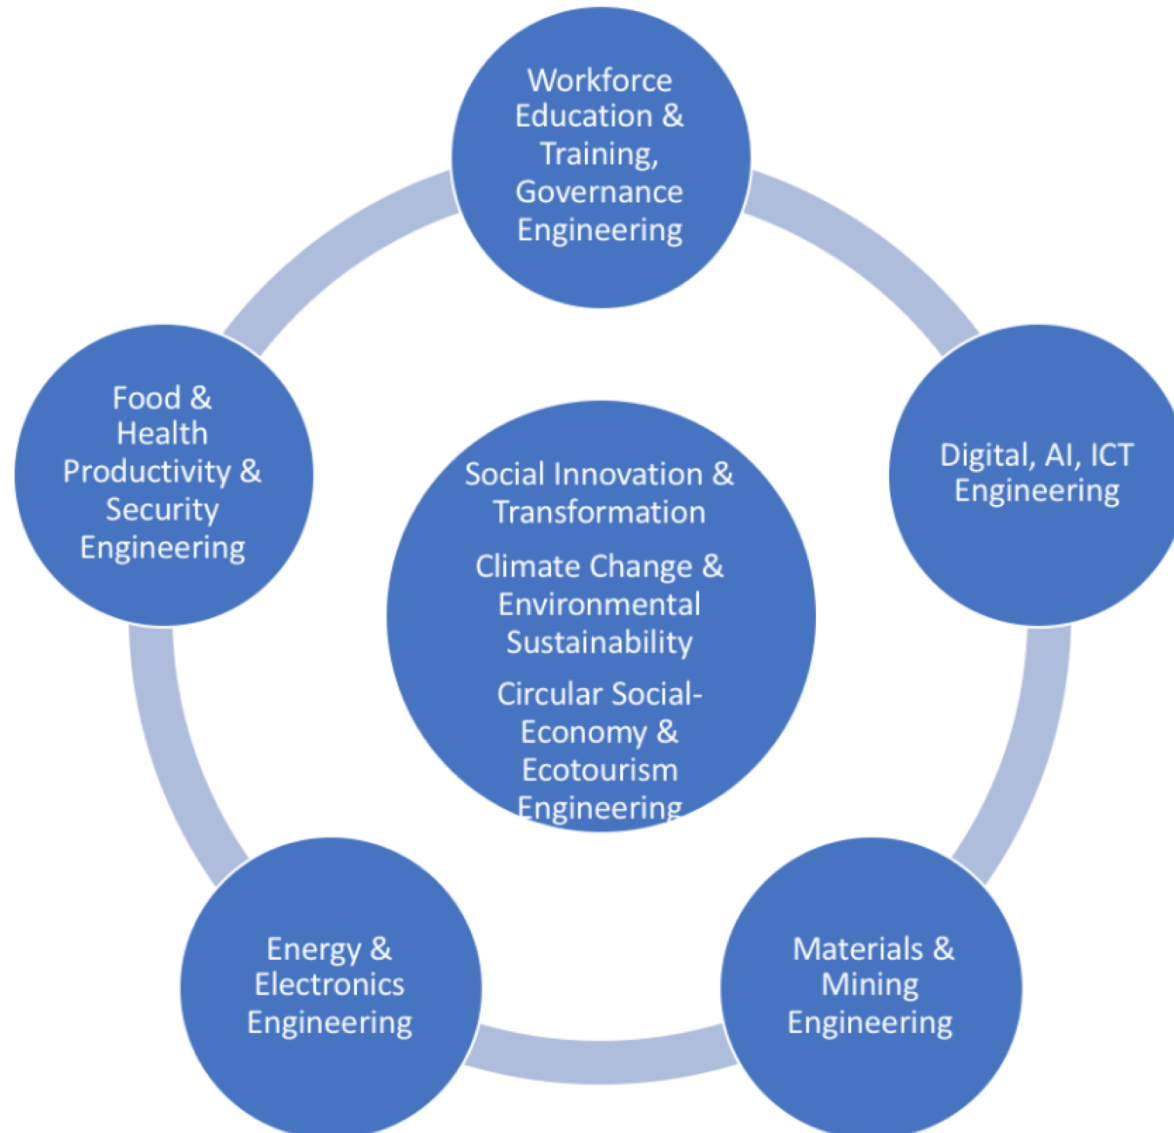 Workforce
Education &
Training,
Governance
Engineering
Digital, AI, ICT
Engineering
Materials &
Mining
Engineering
Energy &
Electronics
Engineering
Food &
Health
Productivity &
Security
Engineering
Social Innovation &
Transformation
Climate Change &
Environmental
Sustainability
Circular Social-
Economy &
Ecotourism
Engineering